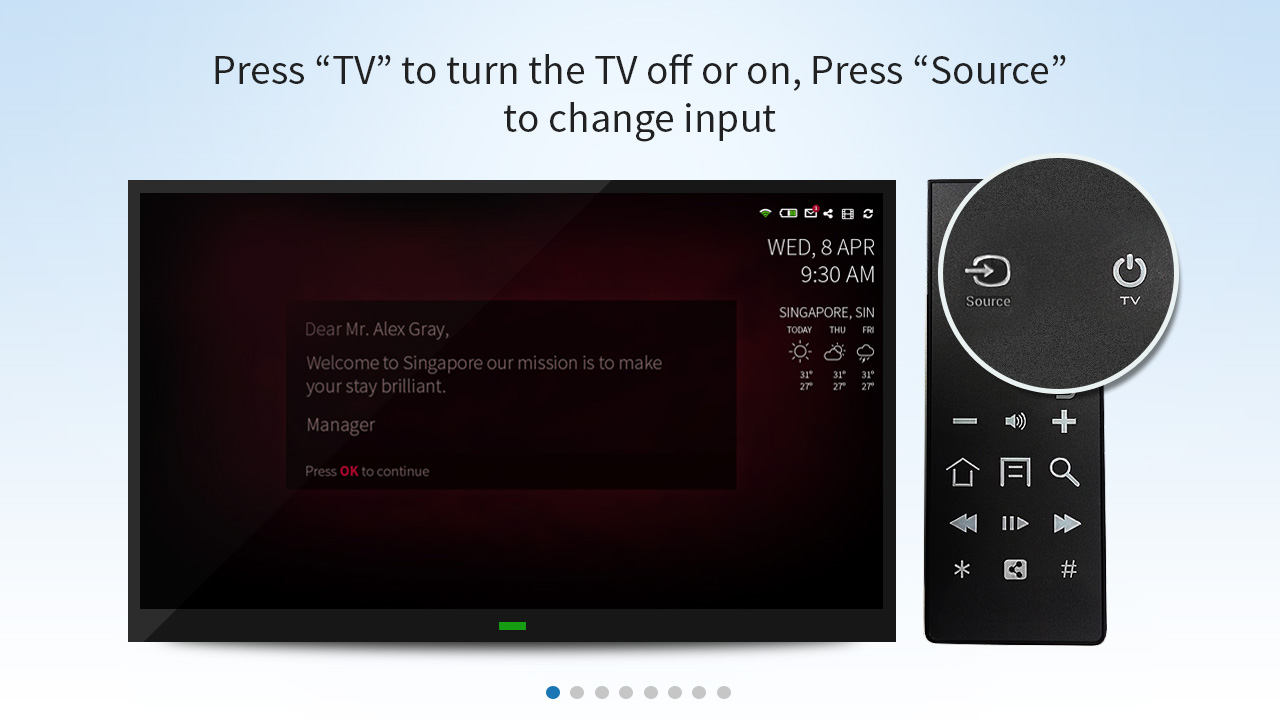 Press “TV” to turn the TV off or on, Press “Source”
to change input
1
WED, 8 APR
9:30 AM
SINGAPORE, SIN
TODAY THU FRI
31° 31° 31°
27° 27° 27°
Dear Mr. Alex Gray,
Welcome to Singapore our mission is to make
your stay brilliant.
Manager
Press OK to continue
Source
TV
* #